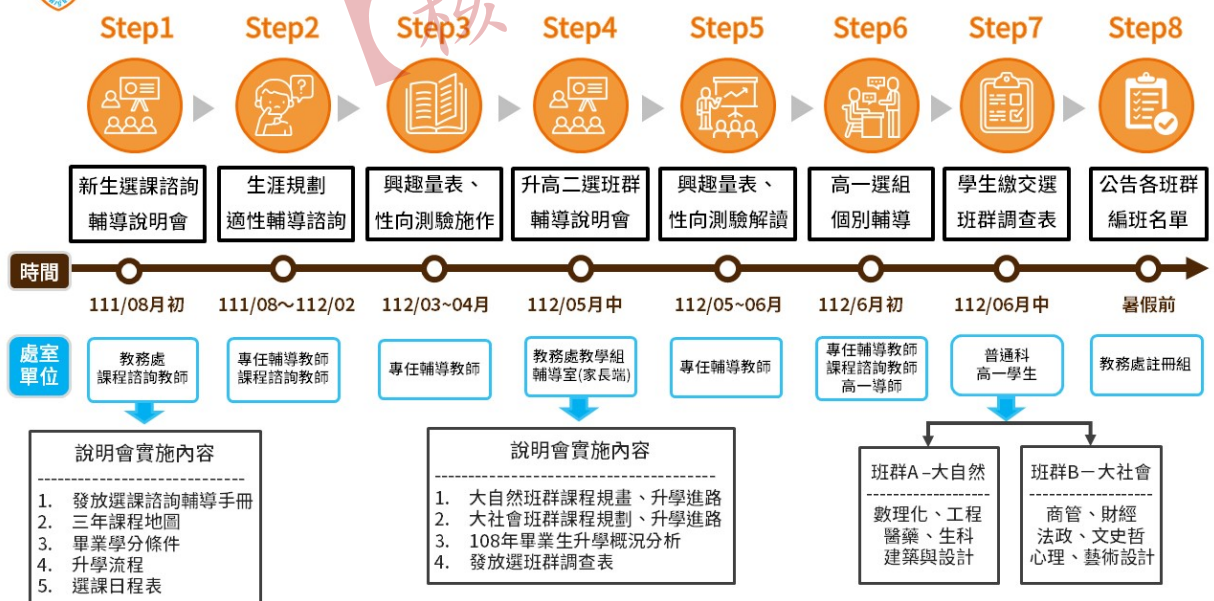 Step1
Step2
Step3
Step4
Step5
Step6
Step7
Step8
【核
新生選課諮詢
輔導說明會
生涯規劃
適性輔導諮詢
興趣量表、
性向測驗施作
升高二選班群
輔導說明會
興趣量表、
性向測驗解讀
高一選組
個別輔導
學生繳交選
班群調查表
公告各班群
編班名單
時間
111/08月初
111/08～112/02
112/03~04月
112/05月中
112/05~06月
112/6月初
112/06月中
暑假前
處室
單位
教務處
課程諮詢教師
專任輔導教師
課程諮詢教師
專任輔導教師
教務處教學組
輔導室(家長端)
專任輔導教師
專任輔導教師
課程諮詢教師
高一導師
普通科
高一學生
教務處註冊組
說明會實施內容
1. 發放選課諮詢輔導手冊
2. 三年課程地圖
3. 畢業學分條件
4. 升學流程
5. 選課日程表
說明會實施內容
1. 大自然班群課程規畫、升學進路
2. 大社會班群課程規劃、升學進路
3. 108年畢業生升學概況分析
4. 發放選班群調查表
班群A–大自然
數理化、工程
醫藥、生科
建築與設計
班群B－大社會
商管、財經
法政、文史哲
心理、藝術設計